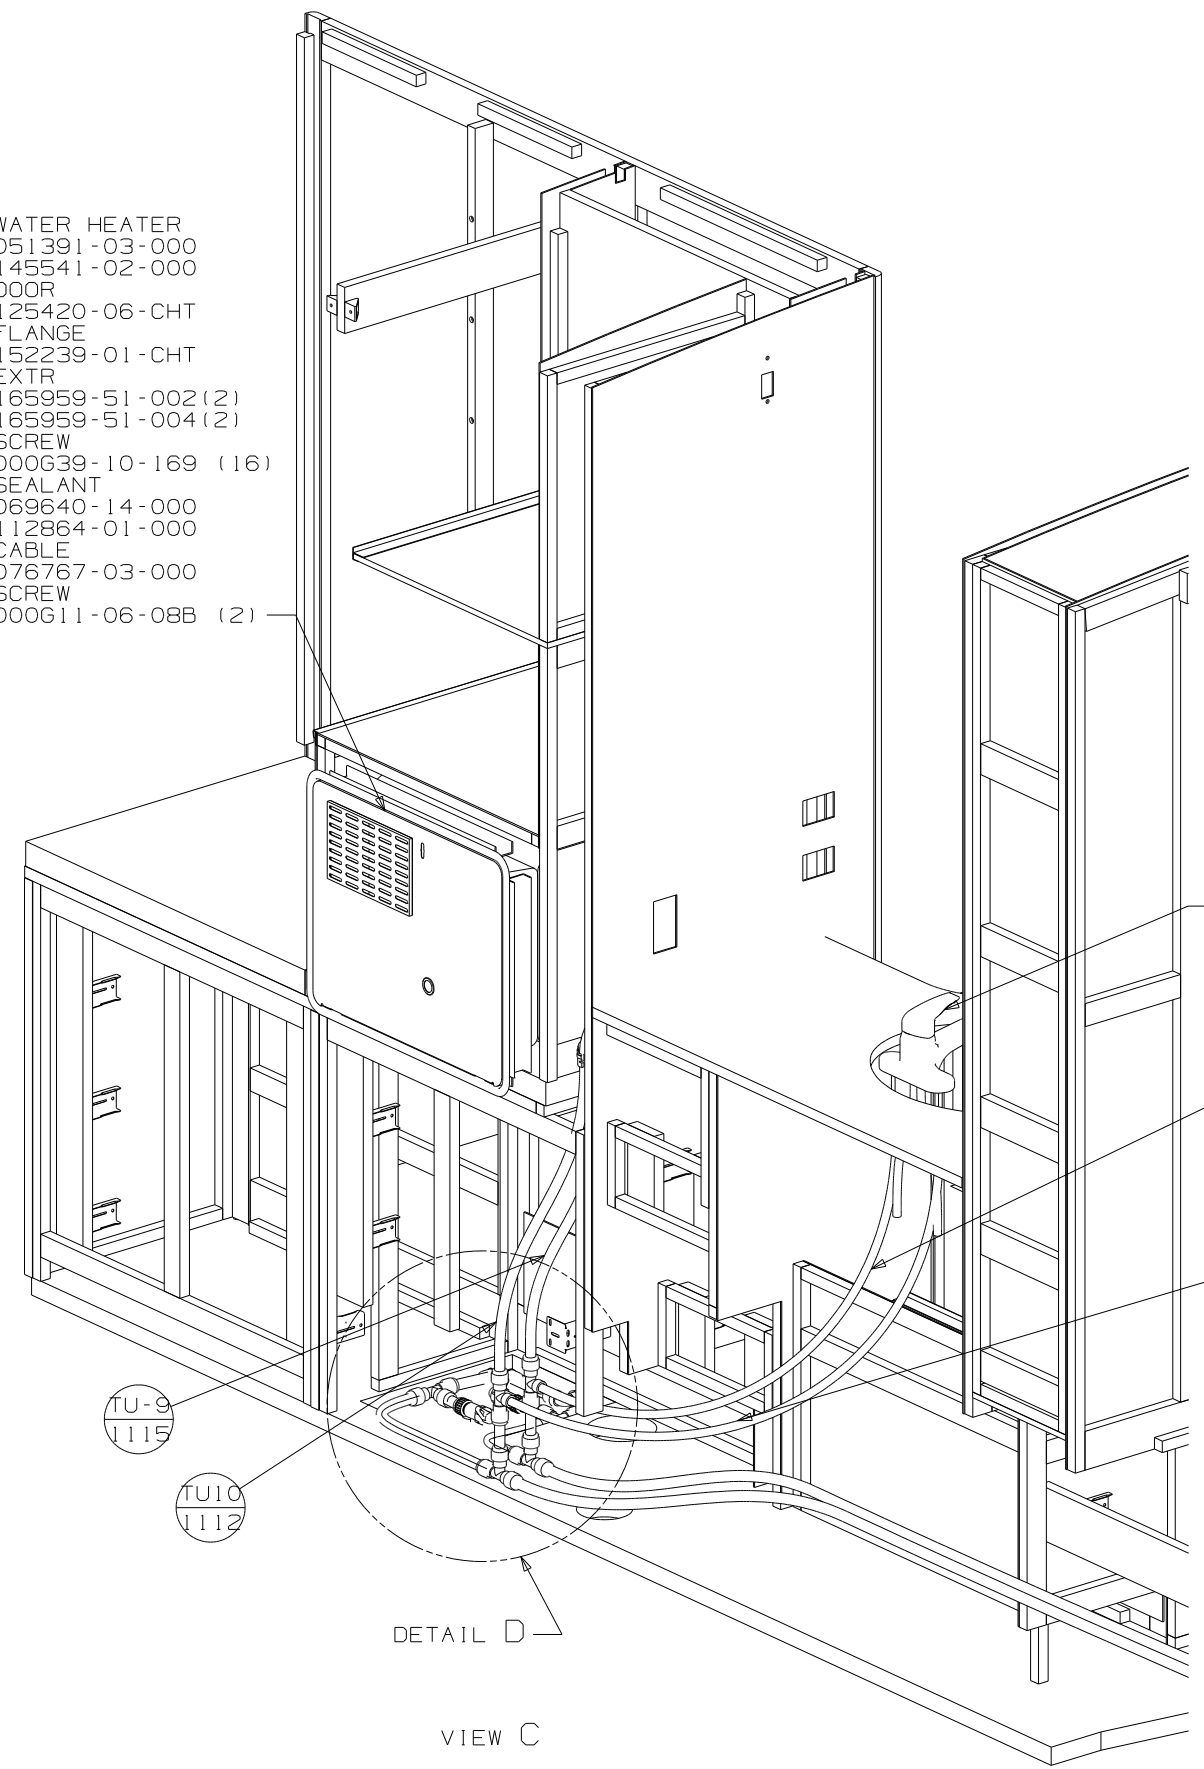 WATER HEATER
051391-03-000
145541-02-000
DOOR
125420-06-CHT
FLANGE
152239-01-CHT
EXTR
165959-51-002(2)
165959-51-004(2)
SCREW
000G39-10-169 (16)
SEALANT
069640-14-000
112864-01-000
CABLE
076767-03-000
SCREW
000G11-06-08B (2)
TU-9
1115
TU10
1112
DETAIL D
VIEW C